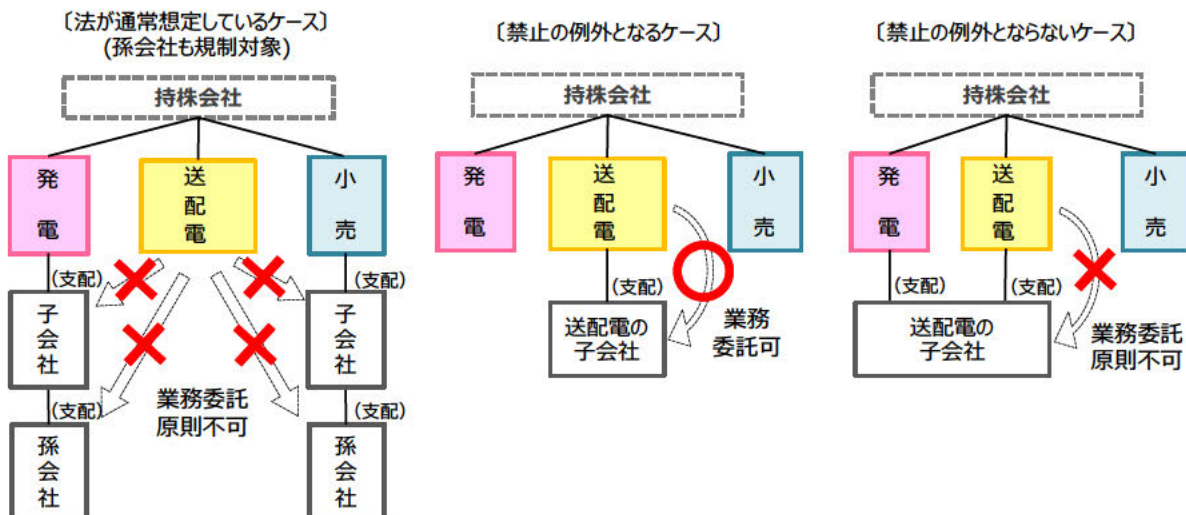 〔法が通常想定しているケース〕
(孫会社も規制対象)
持株会社
発電
送配電
小売
(支配)
(支配)
子会社
子会社
(支配)
(支配)
業務委託
原則不可
孫会社
孫会社
〔禁止の例外となるケース〕
持株会社
発電
送配電
小売
(支配)
送配電の
子会社
業務
委託可
〔禁止の例外とならないケース〕
持株会社
発電
送配電
小売
(支配)
(支配)
送配電の
子会社
業務委託
原則不可